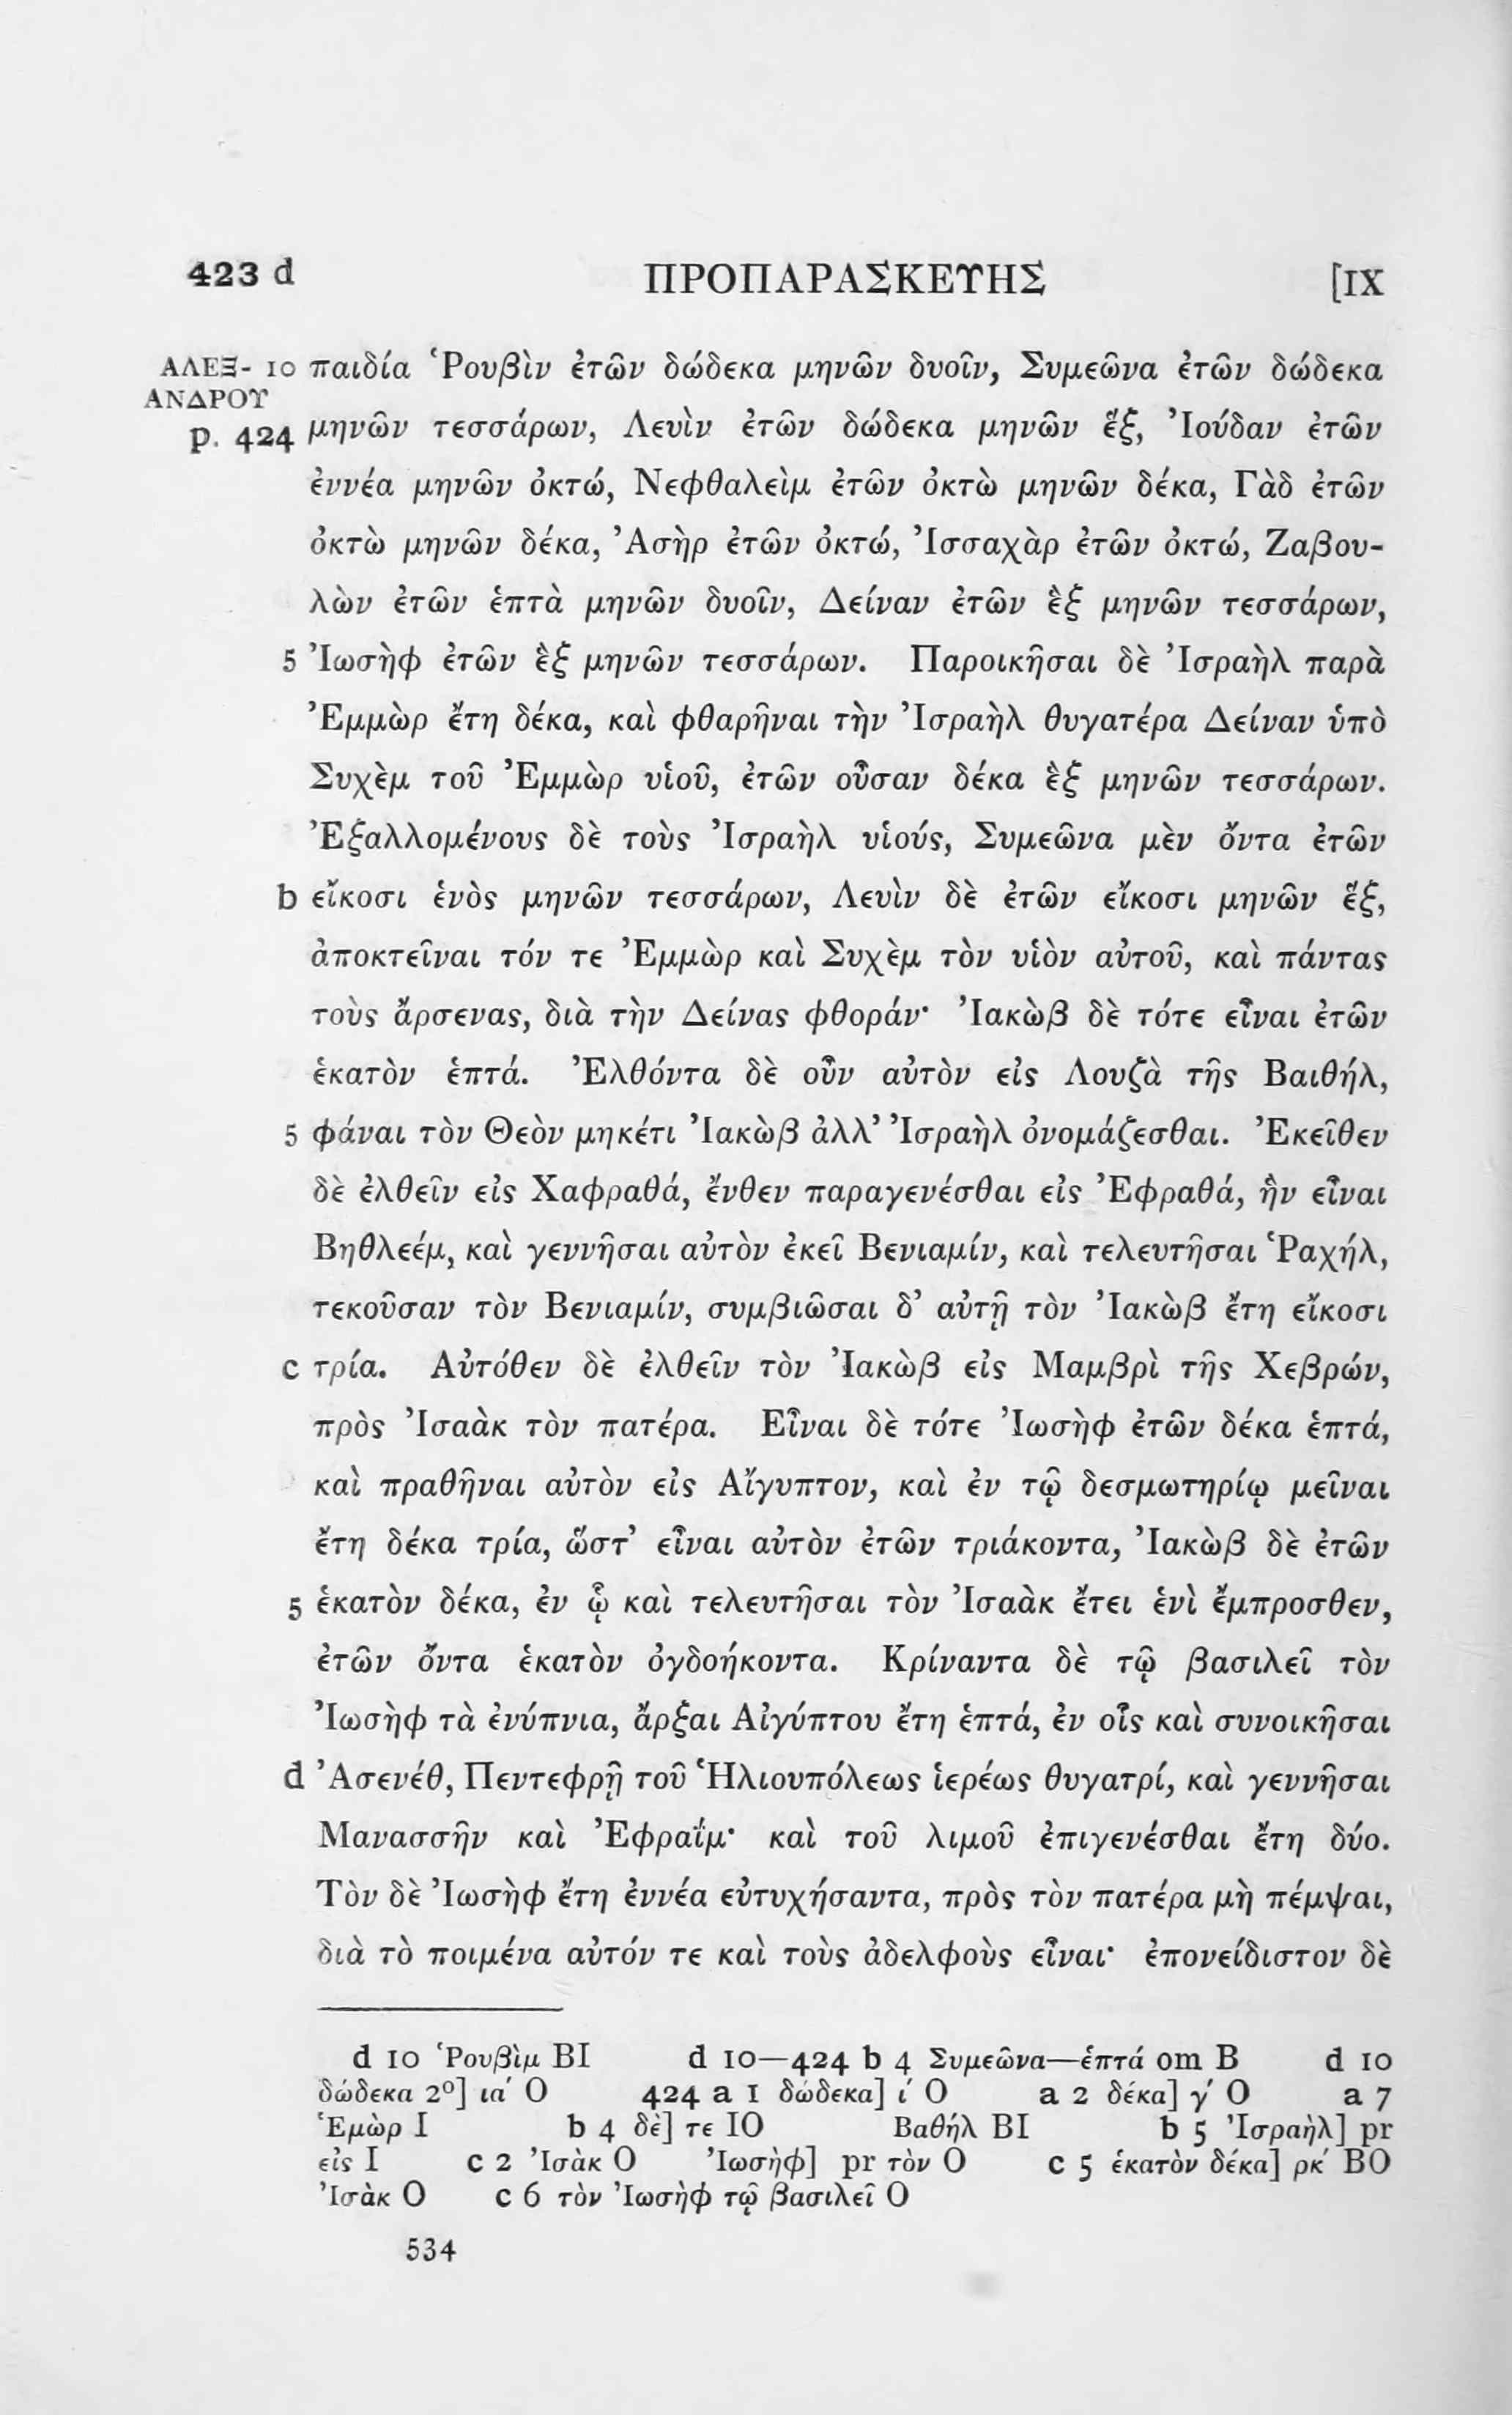 423 d ΠΡΟΠΑΡΑΣΚΕΥΗΣ [IX
ΑΛΕΞ- 10 παιδία Ῥουβὶν ἐτῶν δώδεκα μηνῶν δυοῖν, Συμεῶνα ἐτῶν δώδεκα
ΑΝΔΡΟΥ
p. 424 μηνῶν τεσσάρων, Λευὶν ἐτῶν δώδεκα μηνῶν ἕξ, Ἰούδαν ἐτῶν
ἐννέα μηνῶν ὀκτώ, Νεφθαλεὶμ ἐτῶν ὀκτὼ μηνῶν δέκα, Γὰδ ἐτῶν
ὀκτὼ μηνῶν δέκα, Ἀσὴρ ἐτῶν ὀκτώ, Ἰσσαχὰρ ἐτῶν ὀκτώ, Ζαβου-
λὼν ἐτῶν ἑπτὰ μηνῶν δυοῖν, Δείναν ἐτῶν ἓξ μηνῶν τεσσάρων,
5 Ἰωσὴφ ἐτῶν ἓξ μηνῶν τεσσάρων. Παροικῆσαι δὲ Ἰσραὴλ παρὰ
Ἐμμὼρ ἔτη δέκα, καὶ φθαρῆναι τὴν Ἰσραὴλ θυγατέρα Δείναν ὑπὸ
Συχὲμ τοῦ Ἐμμὼρ υἱοῦ, ἐτῶν οὖσαν δέκα ἓξ μηνῶν τεσσάρων.
Ἐξαλλομένους δὲ τοὺς Ἰσραὴλ υἱούς, Συμεῶνα μὲν ὄντα ἐτῶν
b εἴκοσι ἑνὸς μηνῶν τεσσάρων, Λευὶν δὲ ἐτῶν εἴκοσι μηνῶν ἕξ,
ἀποκτεῖναι τόν τε Ἐμμὼρ καὶ Συχὲμ τὸν υἱὸν αὐτοῦ, καὶ πάντας
τοὺς ἄρσενας, διὰ τὴν Δείνας φθοράν· Ἰακὼβ δὲ τότε εἶναι ἐτῶν
ἑκατὸν ἑπτά. Ἐλθόντα δὲ οὖν αὐτὸν εἰς Λουζὰ τῆς Βαιθήλ,
5 φάναι τὸν Θεὸν μηκέτι Ἰακὼβ ἀλλ’ Ἰσραὴλ ὀνομάζεσθαι. Ἐκεῖθεν
δὲ ἐλθεῖν εἰς Χαφραθά, ἔνθεν παραγενέσθαι εἰς Ἐφραθά, ἣν εἶναι
Βηθλεέμ, καὶ γεννῆσαι αὐτὸν ἐκεῖ Βενιαμίν, καὶ τελευτῆσαι Ῥαχήλ,
τεκοῦσαν τὸν Βενιαμίν, συμβιῶσαι δ’ αὐτῇ τὸν Ἰακὼβ ἔτη εἴκοσι
c τρία. Αὐτόθεν δὲ ἐλθεῖν τὸν Ἰακὼβ εἰς Μαμβρὶ τῆς Χεβρών,
πρὸς Ἰσαὰκ τὸν πατέρα. Εἶναι δὲ τότε Ἰωσὴφ ἐτῶν δέκα ἑπτά,
καὶ πραθῆναι αὐτὸν εἰς Αἴγυπτον, καὶ ἐν τῷ δεσμωτηρίῳ μεῖναι
ἔτη δέκα τρία, ὥστ’ εἶναι αὐτὸν ἐτῶν τριάκοντα, Ἰακὼβ δὲ ἐτῶν
5 ἑκατὸν δέκα, ἐν ᾧ καὶ τελευτῆσαι τὸν Ἰσαὰκ ἔτει ἑνὶ ἔμπροσθεν,
ἐτῶν ὄντα ἑκατὸν ὀγδοήκοντα. Κρίναντα δὲ τῷ βασιλεῖ τὸν
Ἰωσὴφ τὰ ἐνύπνια, ἄρξαι Αἰγύπτου ἔτη ἑπτά, ἐν οἷς καὶ συνοικῆσαι
d Ἀσενέθ, Πεντεφρῇ τοῦ Ἡλιουπόλεως ἱερέως θυγατρί, καὶ γεννῆσαι
Μανασσῆν καὶ Ἐφραΐμ· καὶ τοῦ λιμοῦ ἐπιγενέσθαι ἔτη δύο.
Τὸν δὲ Ἰωσὴφ ἔτη ἐννέα εὐτυχήσαντα, πρὸς τὸν πατέρα μὴ πέμψαι,
διὰ τὸ ποιμένα αὐτόν τε καὶ τοὺς ἀδελφοὺς εἶναι· ἐπονείδιστον δὲ
d 10 Ῥουβὶμ BI d 10—424 b 4 Συμεῶνα—ἑπτά om B d 10
δώδεκα 2º] ια′ O 424 a 1 δώδεκα] ι′ O a 2 δέκα] γ′ O a 7
Ἑμὼρ I b 4 δὲ] τε IO Βαθήλ BI b 5 Ἰσραὴλ] pr
εἰς I c 2 Ἰσὰκ O Ἰωσὴφ] pr τὸν O c 5 ἑκατὸν δέκα] ρκ′ BO
Ἰσὰκ O c 6 τὸν Ἰωσὴφ τῷ βασιλεῖ O
534